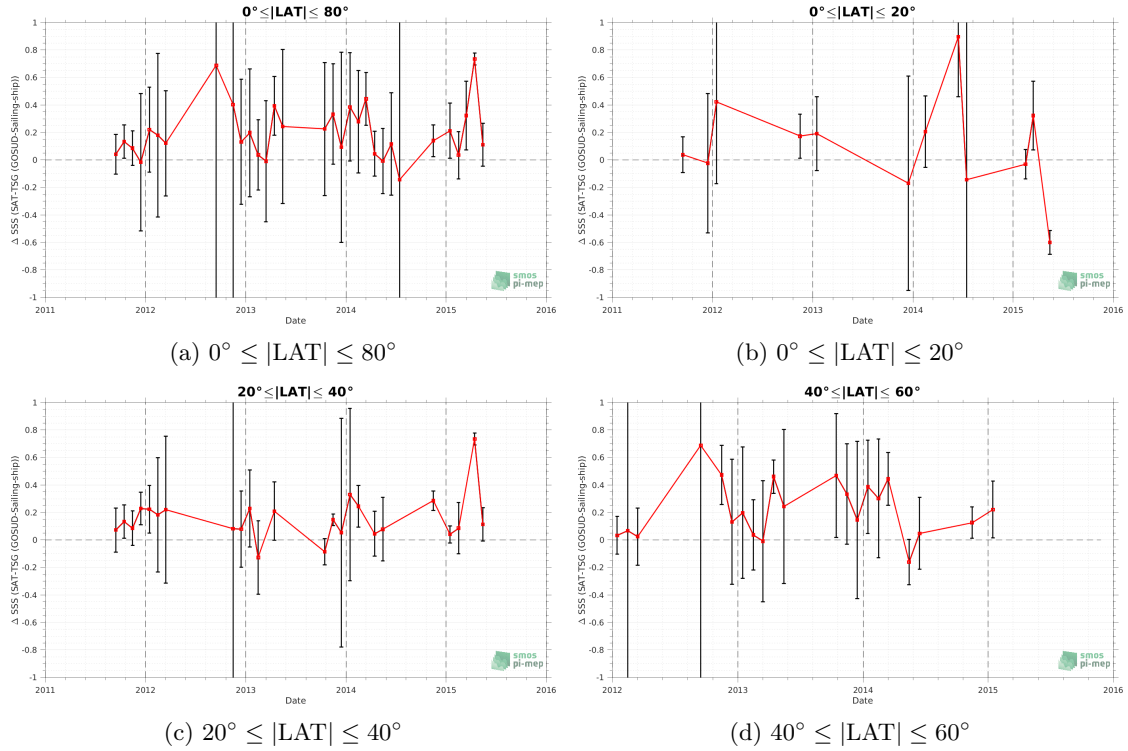 0°≤|LAT|≤ 80°
Δ SSS (SAT-TSG (GOSUD-Sailing-ship))
1
0.8
0.6
0.4
0.2
0
-0.2
-0.4
-0.6
-0.8
-1
2011 2012 2013 2014 2015 2016
Date
smos
pi-mep
(a) 0° ≤ |LAT| ≤ 80°
0°≤|LAT|≤ 20°
Δ SSS (SAT-TSG (GOSUD-Sailing-ship))
1
0.8
0.6
0.4
0.2
0
-0.2
-0.4
-0.6
-0.8
-1
2011 2012 2013 2014 2015 2016
Date
smos
pi-mep
(b) 0° ≤ |LAT| ≤ 20°
20°≤|LAT|≤ 40°
Δ SSS (SAT-TSG (GOSUD-Sailing-ship))
1
0.8
0.6
0.4
0.2
0
-0.2
-0.4
-0.6
-0.8
-1
2011 2012 2013 2014 2015 2016
Date
smos
pi-mep
(c) 20° ≤ |LAT| ≤ 40°
40°≤|LAT|≤ 60°
Δ SSS (SAT-TSG (GOSUD-Sailing-ship))
1
0.8
0.6
0.4
0.2
0
-0.2
-0.4
-0.6
-0.8
-1
2012 2013 2014 2015 2016
Date
smos
pi-mep
(d) 40° ≤ |LAT| ≤ 60°